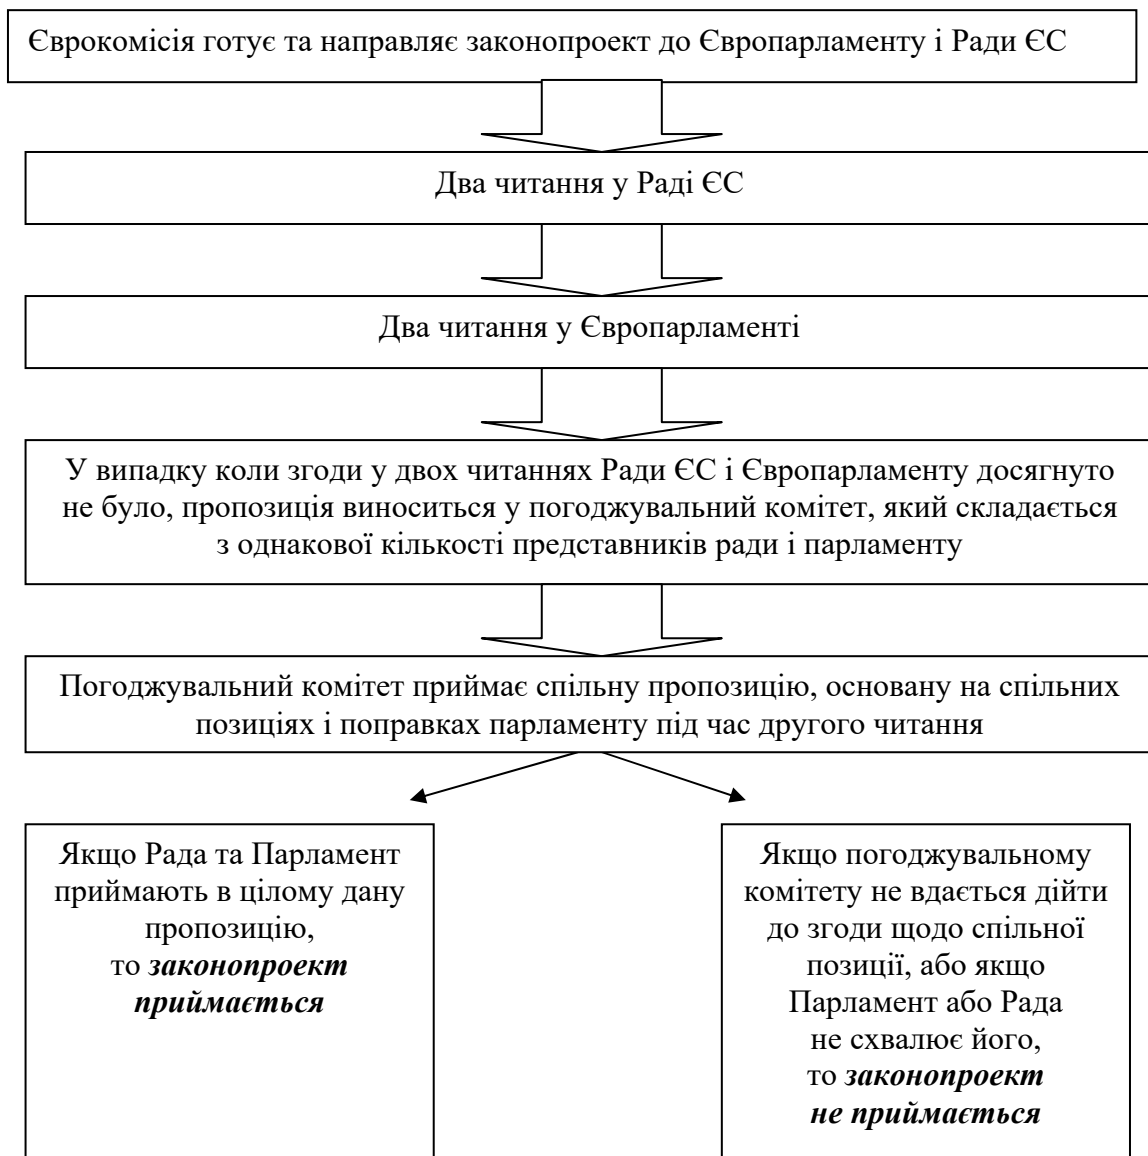 Єврокомісія готує та направляє законопроект до Європарламенту і Ради ЄС
Два читання у Раді ЄС
Два читання у Європарламенті
У випадку коли згоди у двох читаннях Ради ЄС і Європарламенту досягнуто
не було, пропозиція виноситься у погоджувальний комітет, який складається
з однакової кількості представників ради і парламенту
Погоджувальний комітет приймає спільну пропозицію, основану на спільних
позиціях і поправках парламенту під час другого читання
Якщо Рада та Парламент
приймають в цілому дану
пропозицію,
то законопроект
приймається
Якщо погоджувальному
комітету не вдається дійти
до згоди щодо спільної
позиції, або якщо
Парламент або Рада
не схвалює його,
то законопроект
не приймається